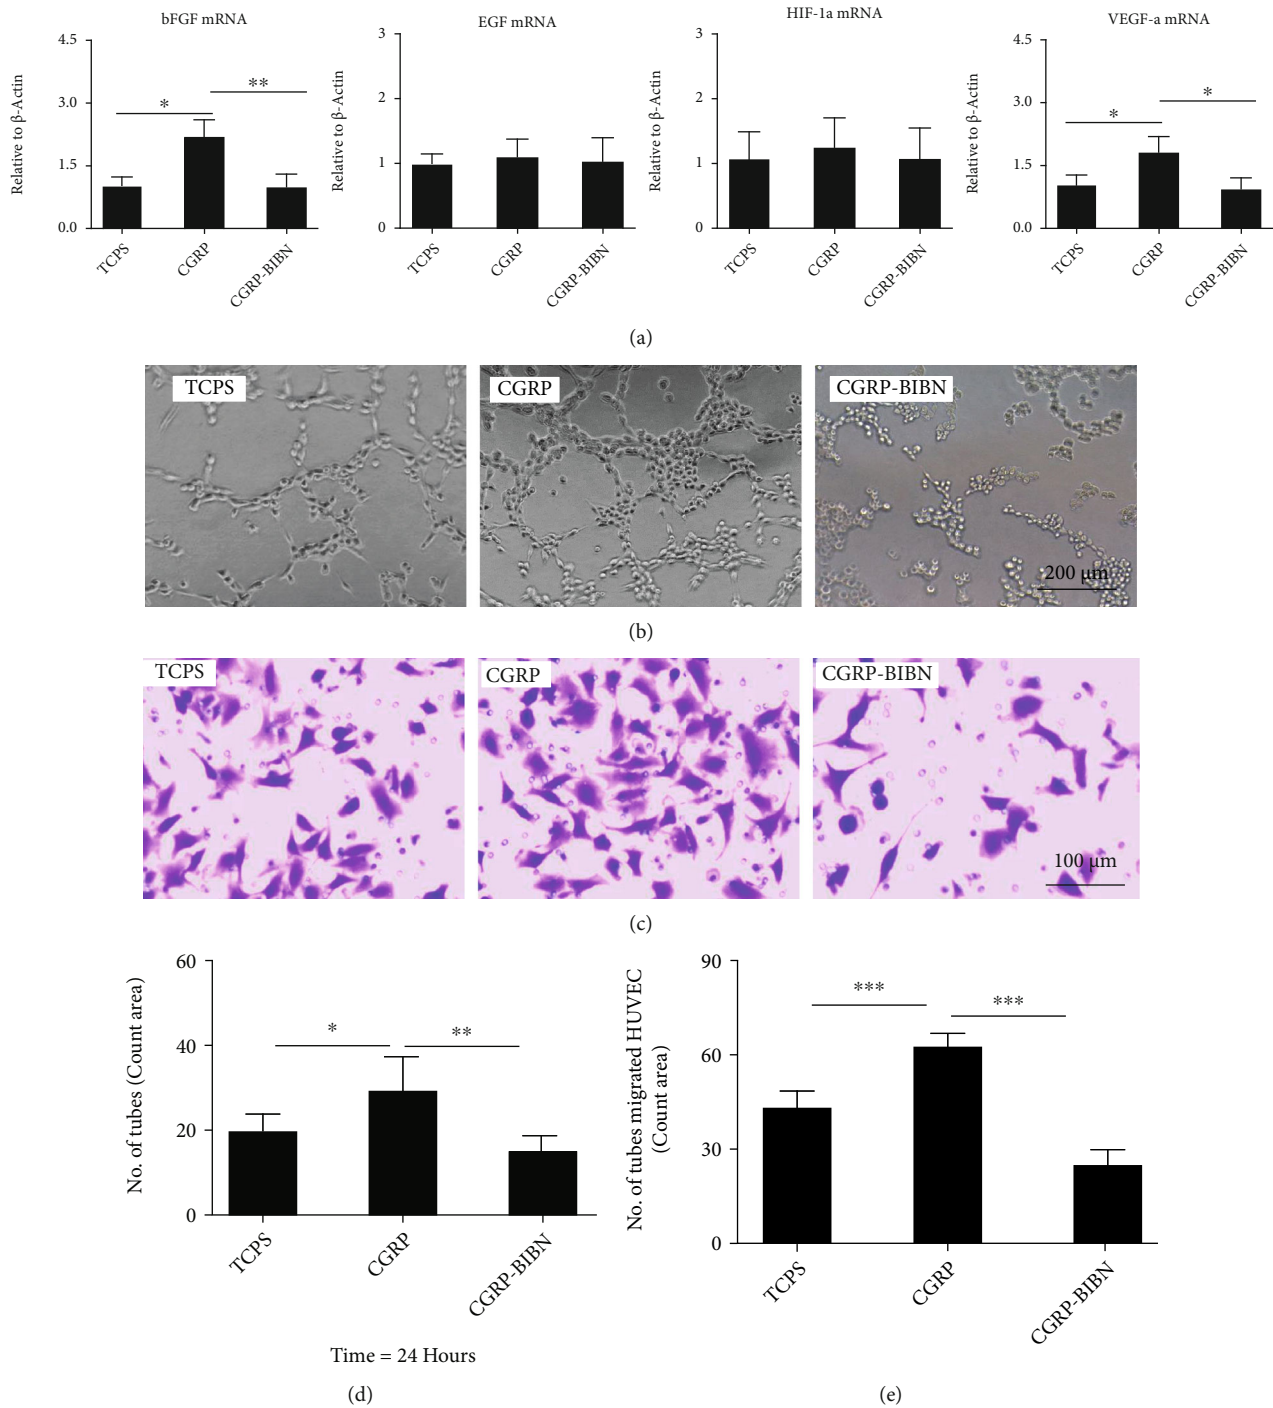 bFGF mRNA
Relative to β-Actin
4.5
3.0
1.5
0.0
*
**
TCPS
CGRP
CGRP-BIBN
EGF mRNA
Relative to β-Actin
3
2
1
0
TCPS
CGRP
CGRP-BIBN
HIF-1a mRNA
Relative to β-Actin
3
2
1
0
TCPS
CGRP
CGRP-BIBN
VEGF-a mRNA
Relative to β-Actin
4.5
3.0
1.5
0.0
*
*
TCPS
CGRP
CGRP-BIBN
(a)
TCPS
CGRP
CGRP-BIBN
200 μm
(b)
TCPS
CGRP
CGRP-BIBN
100 μm
(c)
No. of tubes (Count area)
60
40
20
0
*
**
TCPS
CGRP
CGRP-BIBN
Time = 24 Hours
(d)
No. of tubes migrated HUVEC
(Count area)
90
60
30
0
***
***
TCPS
CGRP
CGRP-BIBN
(e)